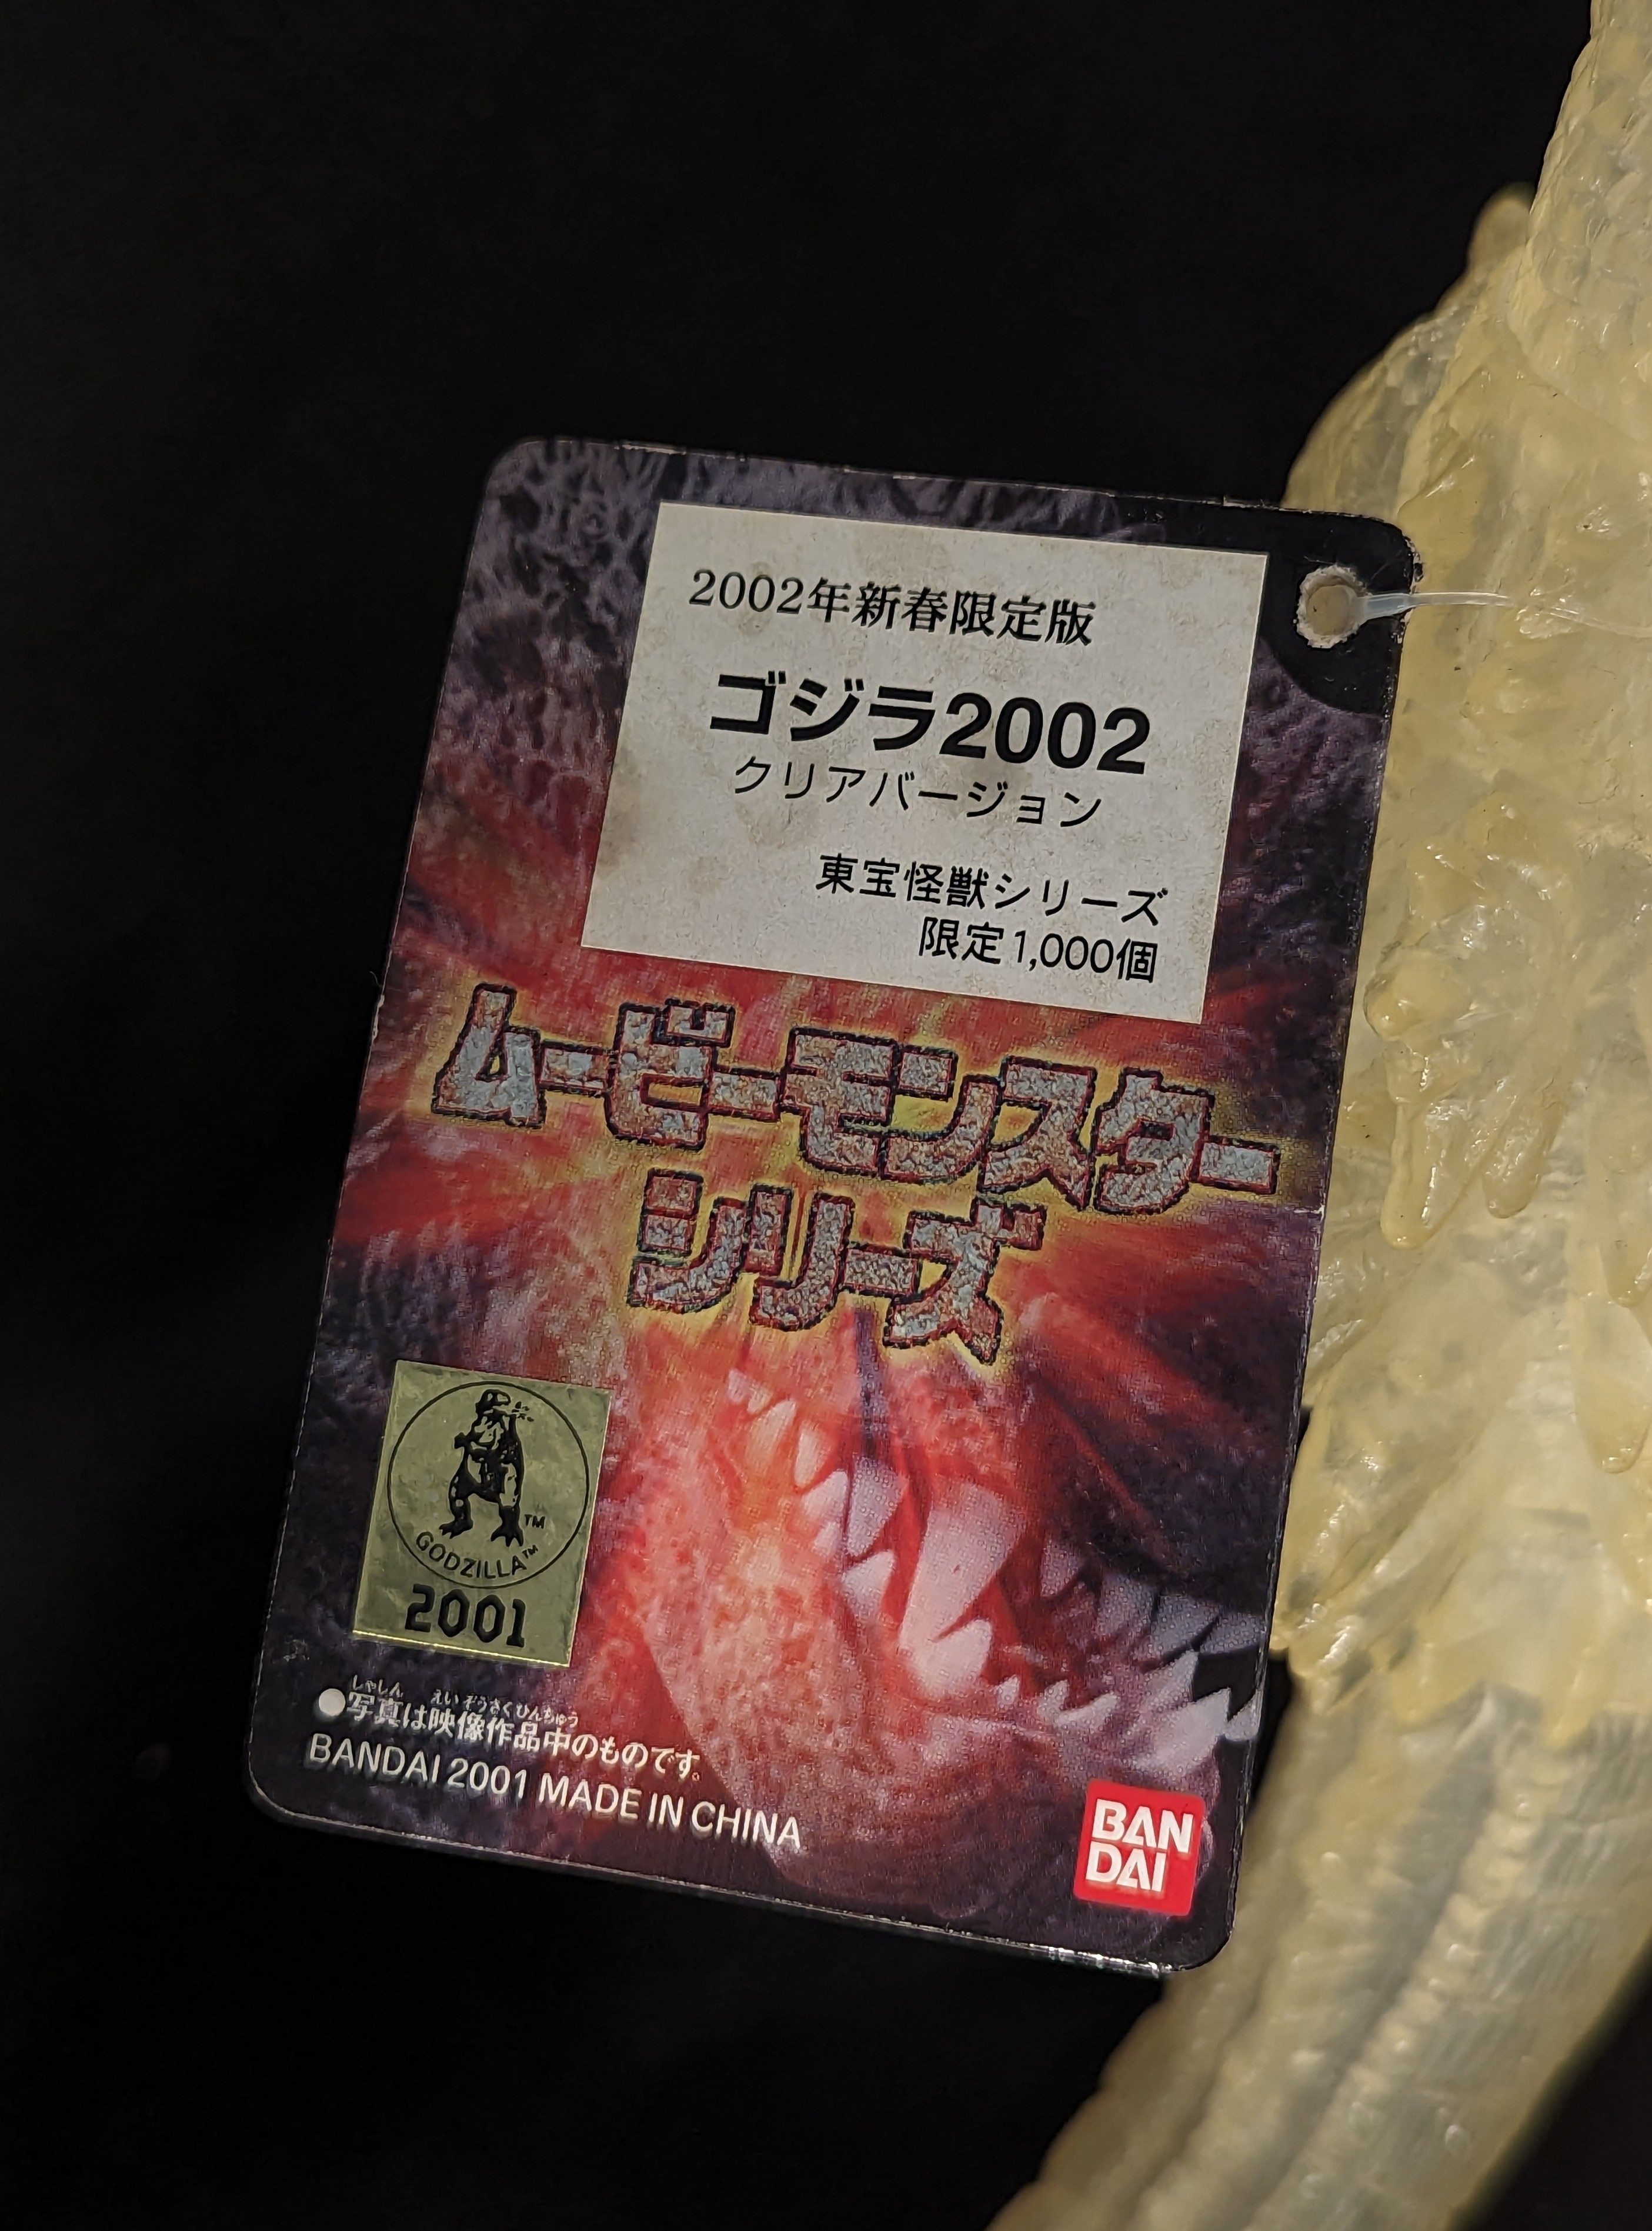 2002年新春限定版
ゴジラ2002
クリアバージョン
東宝怪獣シリーズ
限定1,000個
ムービーモンスター
シリーズ
TM
GODZILLA™
2001
しゃしん えいぞうさくひんちゅう
●写真は映像作品中のものです。
BANDAI 2001 MADE IN CHINA
BAN
DAI